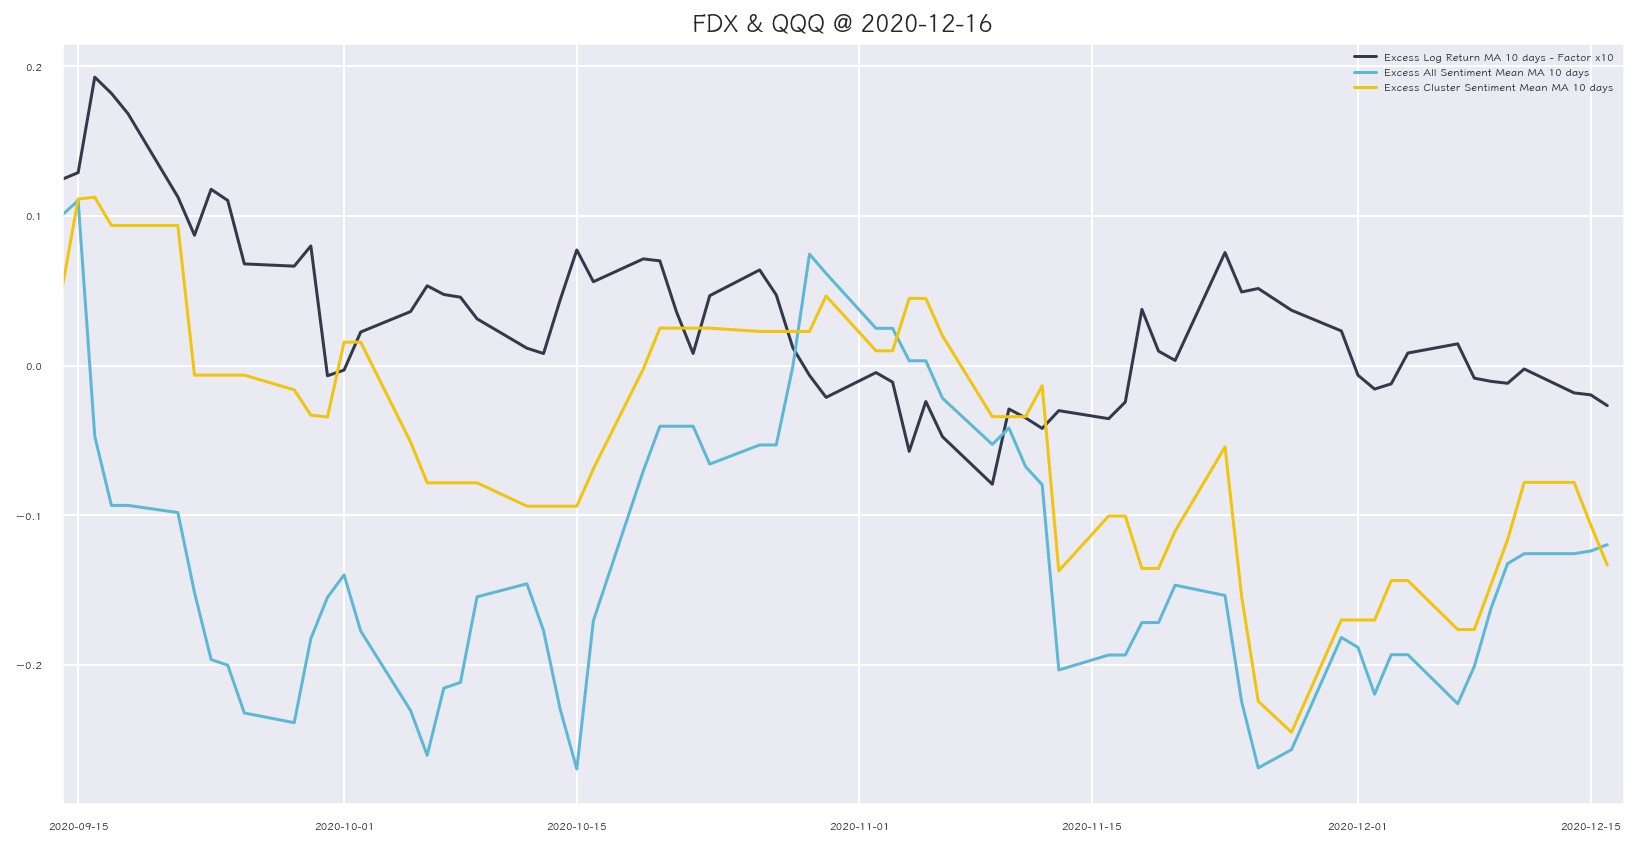 FDX & QQQ @ 2020-12-16
Excess Log Return MA 10 days - Factor x10
Excess All Sentiment Mean MA 10 days
Excess Cluster Sentiment Mean MA 10 days
0.2
0.1
0.0
−0.1
−0.2
2020-09-15 2020-10-01 2020-10-15 2020-11-01 2020-11-15 2020-12-01 2020-12-15